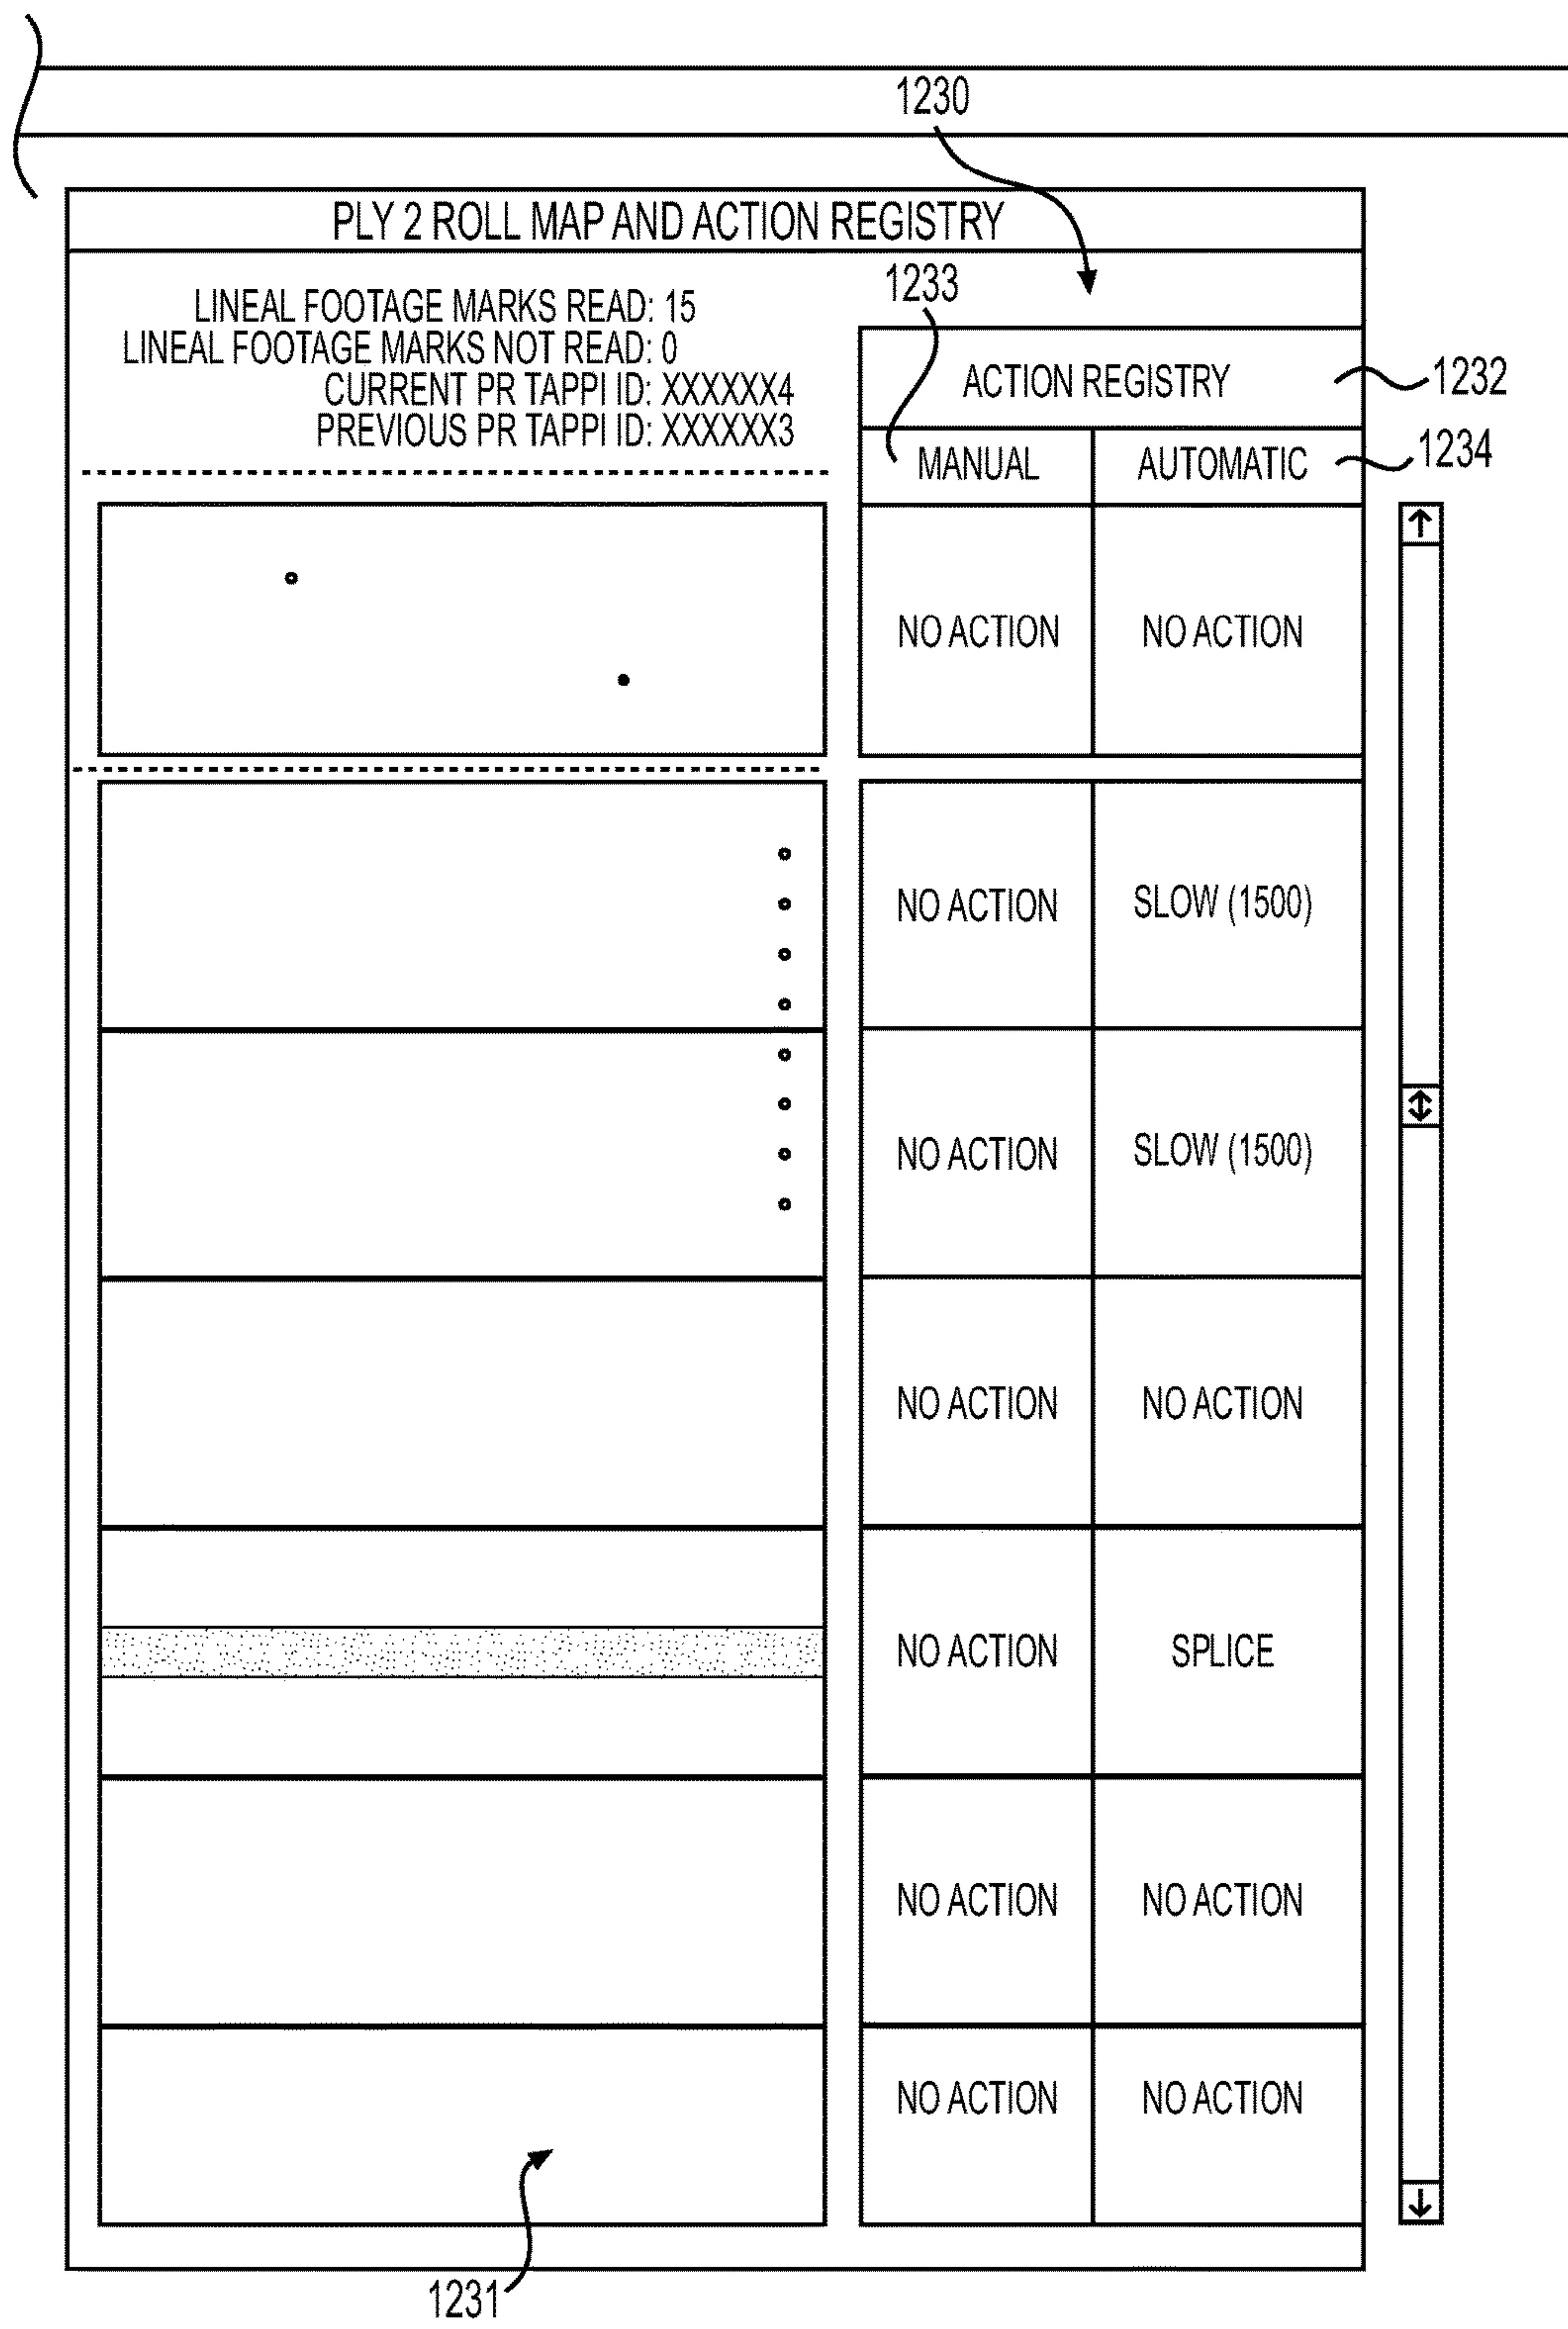 1230
PLY 2 ROLL MAP AND ACTION REGISTRY
1233
LINEAL FOOTAGE MARKS READ: 15
LINEAL FOOTAGE MARKS NOT READ: 0
CURRENT PR TAPPI ID: XXXXXX4
PREVIOUS PR TAPPI ID: XXXXXX3
ACTION REGISTRY
1232
MANUAL AUTOMATIC
1234
NO ACTION NO ACTION
NO ACTION SLOW (1500)
NO ACTION SLOW (1500)
NO ACTION NO ACTION
NO ACTION SPLICE
NO ACTION NO ACTION
NO ACTION NO ACTION
1231